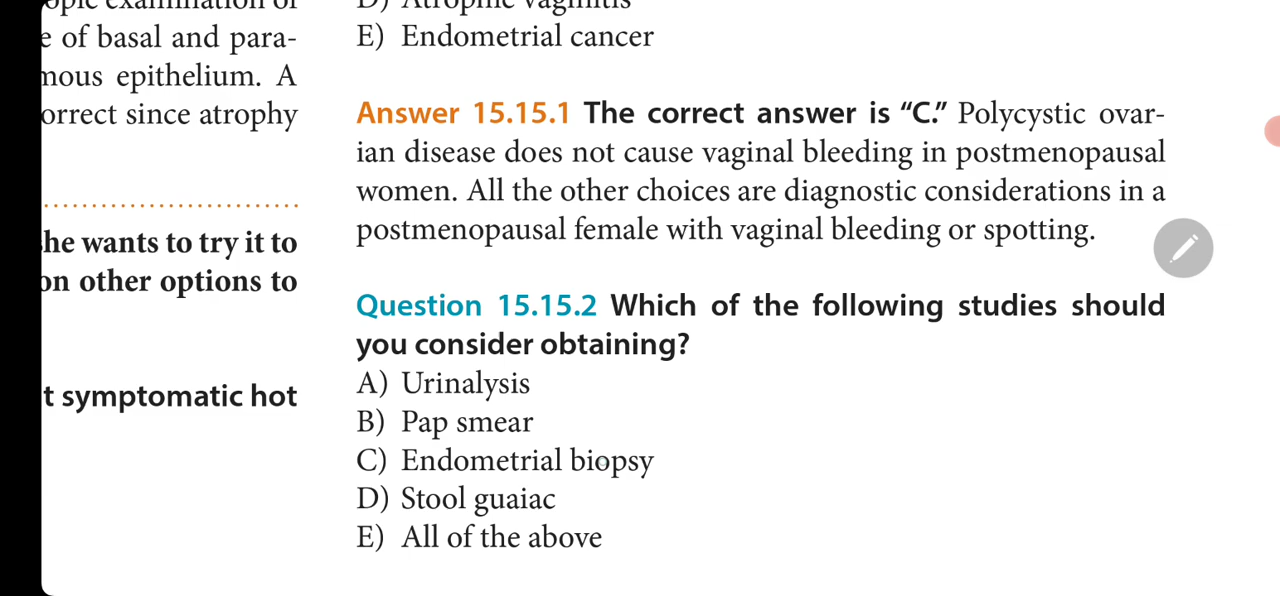 e of basal and para-
mous epithelium. A
orrect since atrophy
he wants to try it to
on other options to
t symptomatic hot
D) Atrophic vaginitis
E) Endometrial cancer
Answer 15.15.1 The correct answer is “C.” Polycystic ovar-
ian disease does not cause vaginal bleeding in postmenopausal
women. All the other choices are diagnostic considerations in a
postmenopausal female with vaginal bleeding or spotting.
Question 15.15.2 Which of the following studies should
you consider obtaining?
A) Urinalysis
B) Pap smear
C) Endometrial biopsy
D) Stool guaiac
E) All of the above